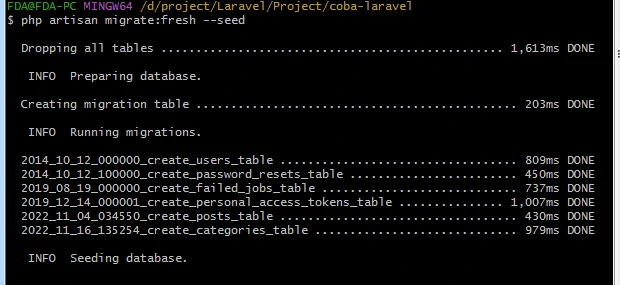 FDA@FDA-PC MINGW64 /d/project/Laravel/Project/coba-laravel
$ php artisan migrate:fresh --seed
Dropping all tables ................................................... 1,613ms DONE
INFO Preparing database.
Creating migration table .............................................. 203ms DONE
INFO Running migrations.
2014_10_12_000000_create_users_table .................................. 809ms DONE
2014_10_12_100000_create_password_resets_table ........................ 450ms DONE
2019_08_19_000000_create_failed_jobs_table ............................ 737ms DONE
2019_12_14_000001_create_personal_access_tokens_table ............... 1,007ms DONE
2022_11_04_034550_create_posts_table .................................. 430ms DONE
2022_11_16_135254_create_categories_table ............................. 979ms DONE
INFO Seeding database.